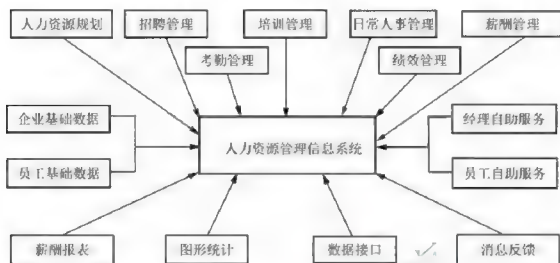 人力资源规划 招聘管理 培训管理 日常人事管理 薪酬管理
考勤管理 绩效管理
企业基础数据 经理自助服务
人力资源管理信息系统
员工基础数据 员工自助服务
薪酬报表 图形统计 数据接口 消息反馈